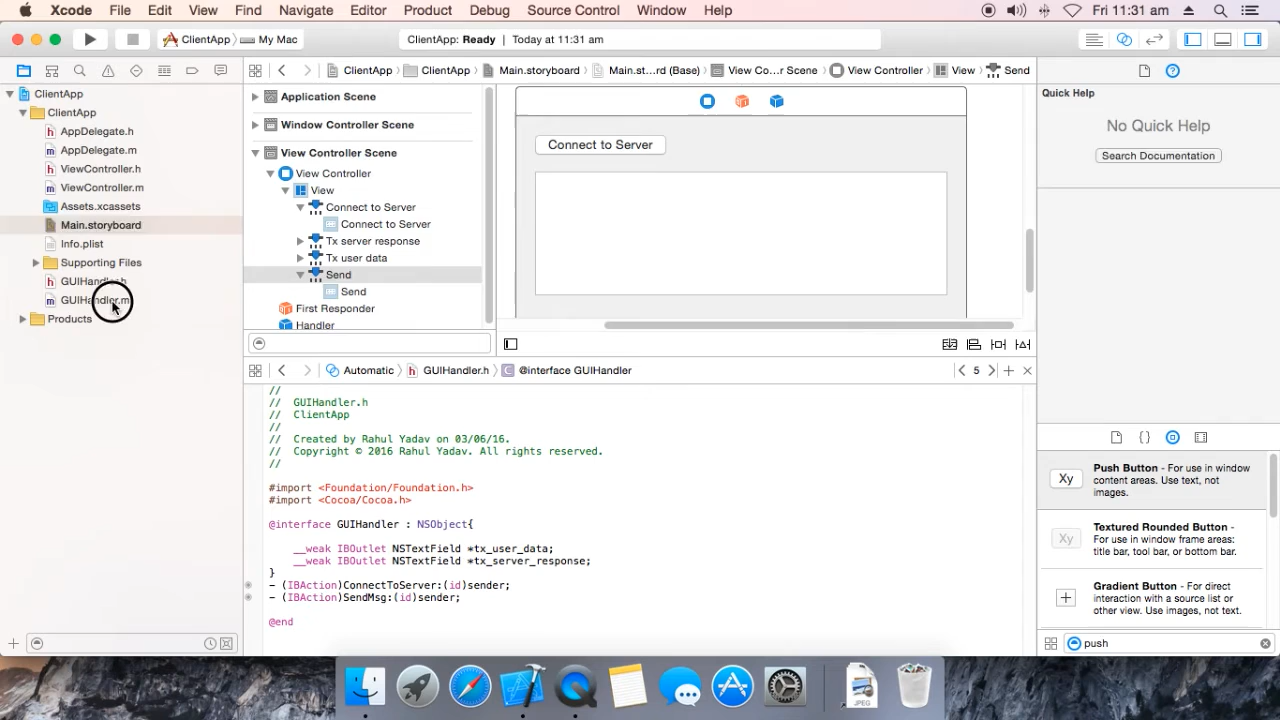 Xcode File Edit View Find Navigate Editor Product Debug Source Control Window Help Fri 11:31 am
ClientApp My Mac ClientApp: Ready | Today at 11:31 am
ClientApp ClientApp Main.storyboard Main.st...rd (Base) View Co...r Scene View Controller View Send
ClientApp
ClientApp
AppDelegate.h
AppDelegate.m
ViewController.h
ViewController.m
Assets.xcassets
Main.storyboard
Info.plist
Supporting Files
GUIHandler.h
GUIHandler.m
Products
Application Scene
Window Controller Scene
View Controller Scene
View Controller
View
Connect to Server
Connect to Server
Tx server response
Tx user data
Send
Send
First Responder
Handler
Connect to Server
Automatic GUIHandler.h C @interface GUIHandler 5
//
// GUIHandler.h
// ClientApp
//
// Created by Rahul Yadav on 03/06/16.
// Copyright © 2016 Rahul Yadav. All rights reserved.
//
#import <Foundation/Foundation.h>
#import <Cocoa/Cocoa.h>
@interface GUIHandler : NSObject{
__weak IBOutlet NSTextField *tx_user_data;
__weak IBOutlet NSTextField *tx_server_response;
}
- (IBAction)ConnectToServer:(id)sender;
- (IBAction)SendMsg:(id)sender;
@end
Quick Help
No Quick Help
Search Documentation
Xy
Push Button - For use in window
content areas. Use text, not
images.
Xy
Textured Rounded Button -
For use in window frame areas:
title bar, tool bar, or bottom bar.
Gradient Button - For direct
interaction with a source list or
other view. Use images, not text.
push
JPEG